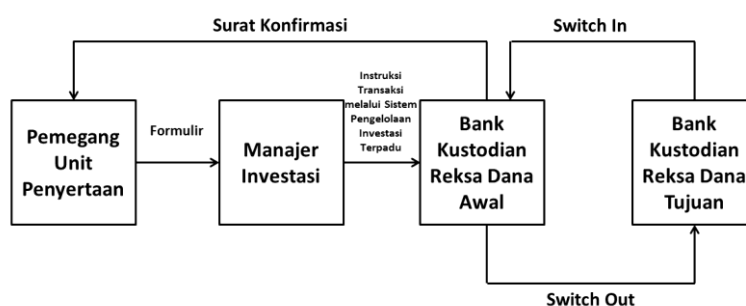 Surat Konfirmasi
Switch In
Pemegang
Unit
Penyertaan
Formulir
Manajer
Investasi
Instruksi
Transaksi
melalui Sistem
Pengelolaan
Investasi
Terpadu
Bank
Kustodian
Reksa Dana
Awal
Bank
Kustodian
Reksa Dana
Tujuan
Switch Out